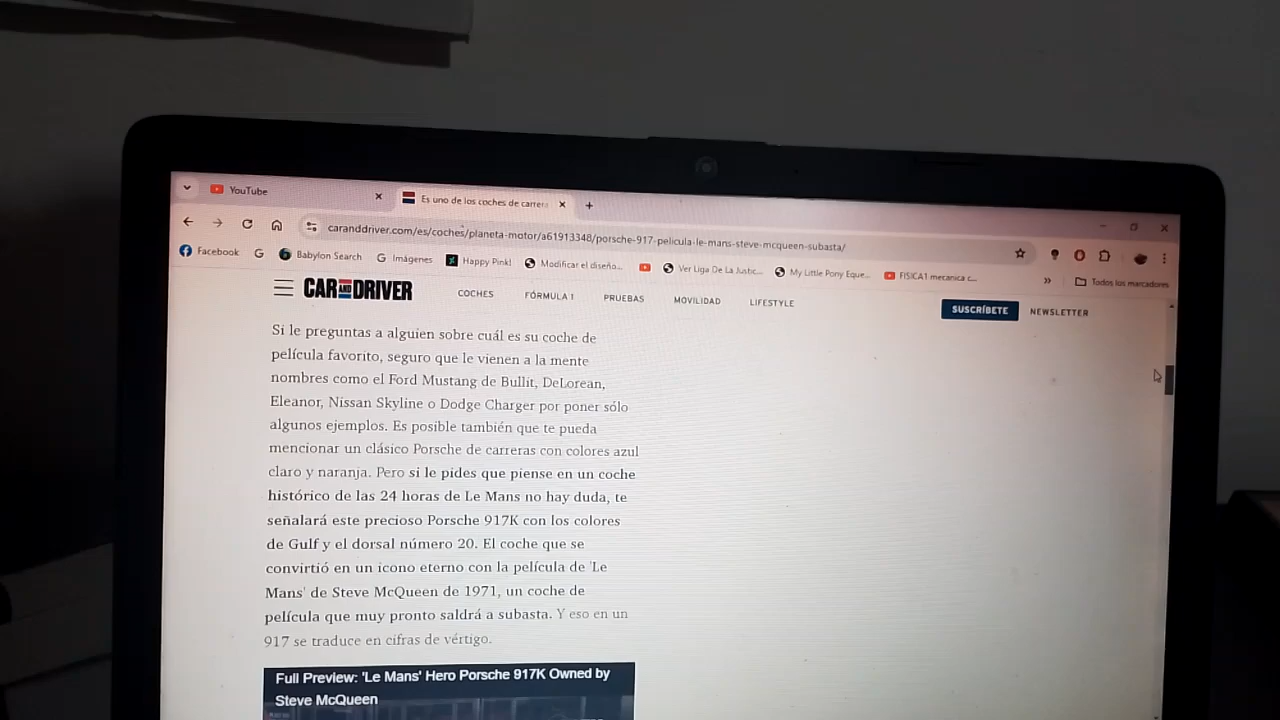 YouTube
Es uno de los coches de carrera
caranddriver.com/es/coches/planeta-motor/a61913348/porsche-917-pelicula-le-mans-steve-mcqueen-subasta/
Facebook
Babylon Search
Imágenes
Happy Pink!
Modificar el diseño...
Ver Liga De La Justic...
My Little Pony Eque...
FISICA1 mecanica c...
Todos los marcadores
CAR AND DRIVER
COCHES
FÓRMULA 1
PRUEBAS
MOVILIDAD
LIFESTYLE
SUSCRÍBETE
NEWSLETTER
Si le preguntas a alguien sobre cuál es su coche de
película favorito, seguro que le vienen a la mente
nombres como el Ford Mustang de Bullit, DeLorean,
Eleanor, Nissan Skyline o Dodge Charger por poner sólo
algunos ejemplos. Es posible también que te pueda
mencionar un clásico Porsche de carreras con colores azul
claro y naranja. Pero si le pides que piense en un coche
histórico de las 24 horas de Le Mans no hay duda, te
señalará este precioso Porsche 917K con los colores
de Gulf y el dorsal número 20. El coche que se
convirtió en un icono eterno con la película de 'Le
Mans' de Steve McQueen de 1971, un coche de
película que muy pronto saldrá a subasta. Y eso en un
917 se traduce en cifras de vértigo.
Full Preview: 'Le Mans' Hero Porsche 917K Owned by
Steve McQueen